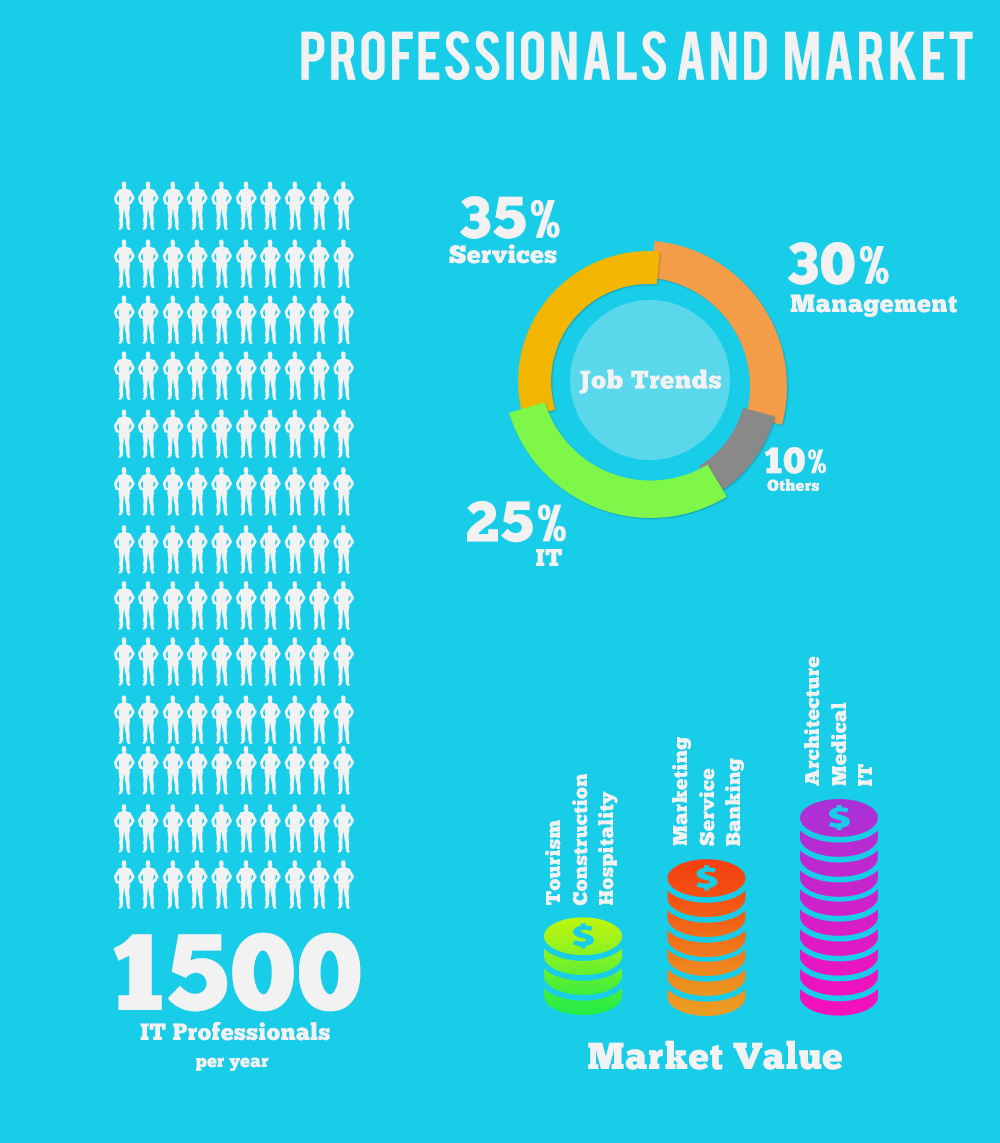 PROFESSIONALS AND MARKET
35%
Services
30%
Management
Job Trends
10%
Others
25%
IT
Tourism
Construction
Hospitality
$
Marketing
Service
Banking
$
Architecture
Medical
IT
$
Market Value
1500
IT Professionals
per year